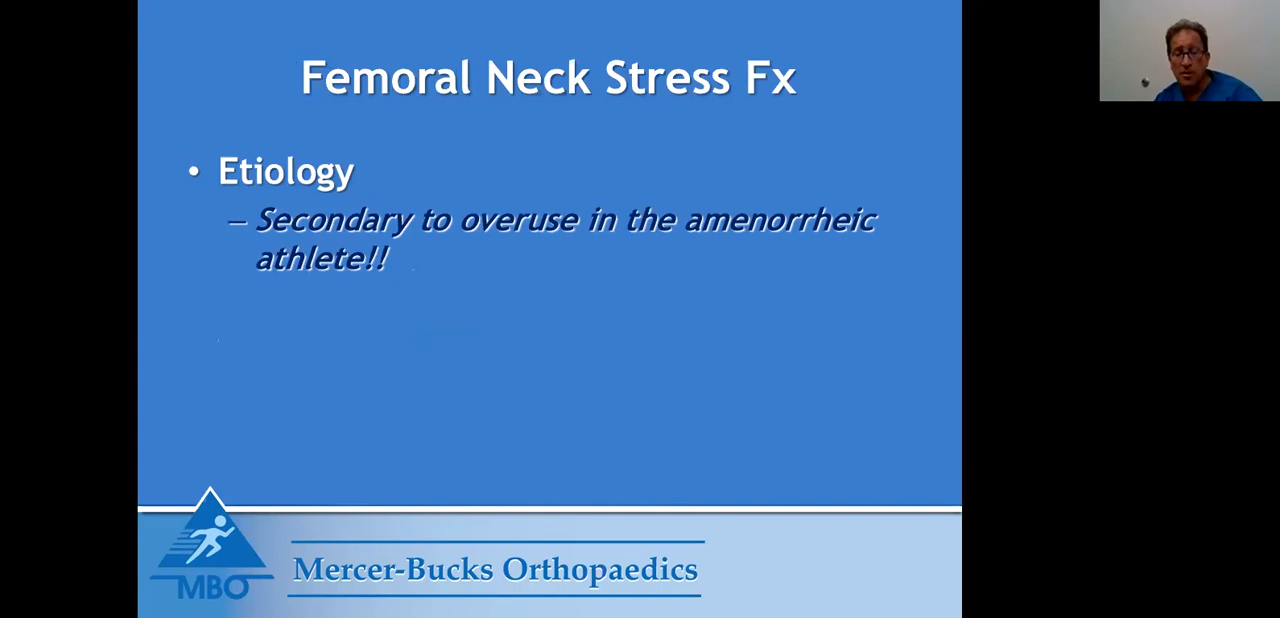 Femoral Neck Stress Fx
• Etiology
– Secondary to overuse in the amenorrheic
athlete!!
MBO
Mercer-Bucks Orthopaedics